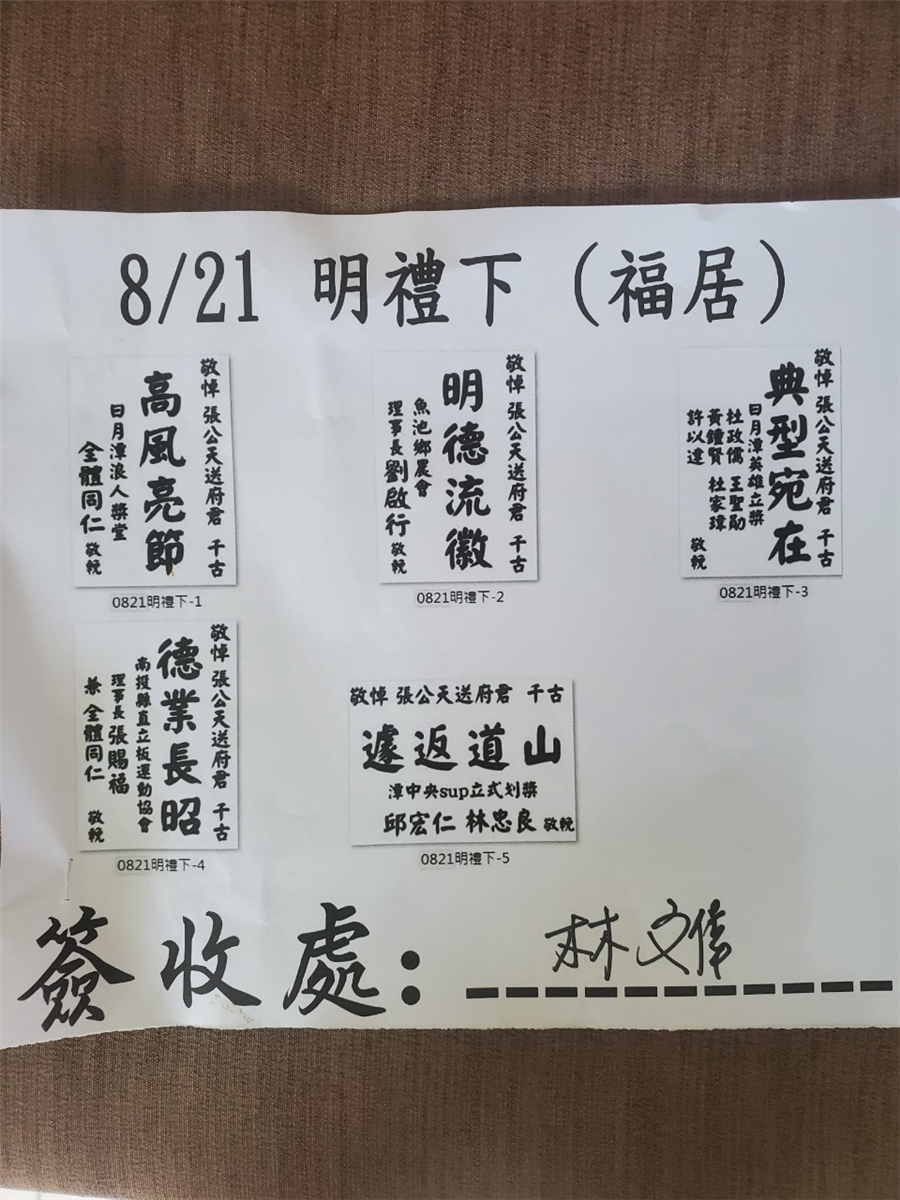 8/21 明禮下（福居）
敬悼 張公天送府君 千古
高風亮節
日月潭浪人槳堂
全體同仁 敬輓
0821明禮下-1
敬悼 張公天送府君 千古
明德流徽
魚池鄉農會
理事長劉啟行 敬輓
0821明禮下-2
敬悼 張公天送府君 千古
典型宛在
日月潭英雄立槳
杜政儒 王聖勛
黃鐘賢 杜家瑋
許以達 敬輓
0821明禮下-3
敬悼 張公天送府君 千古
德業長昭
南投縣直立板運動協會
理事長張賜福
兼 全體同仁 敬輓
0821明禮下-4
敬悼 張公天送府君 千古
遽返道山
潭中央sup立式划槳
邱宏仁 林忠良 敬輓
0821明禮下-5
簽收處：林文偉